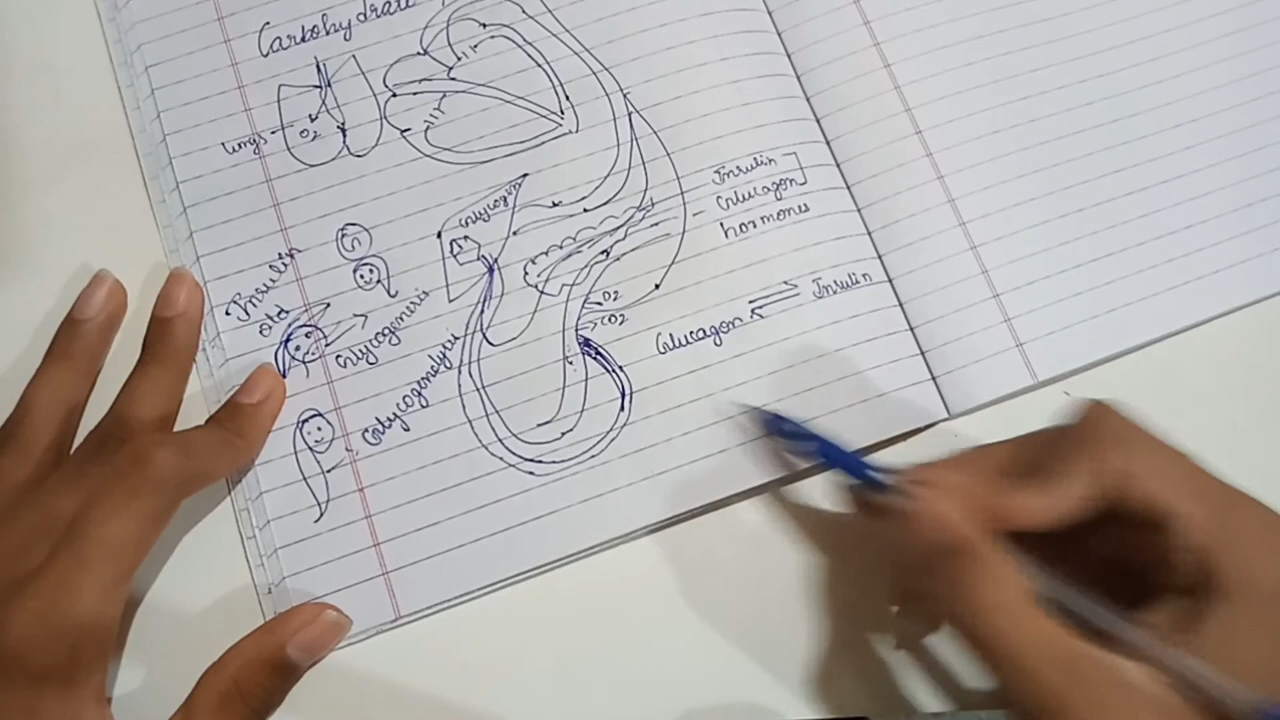 Carbohydrate
lungs
O2
Glycogen
Insulin
Glucagon
hormones
G
Insulin
old
Glycogenesis
Glycogenolysis
O2
CO2
Glucagon ⇌ Insulin